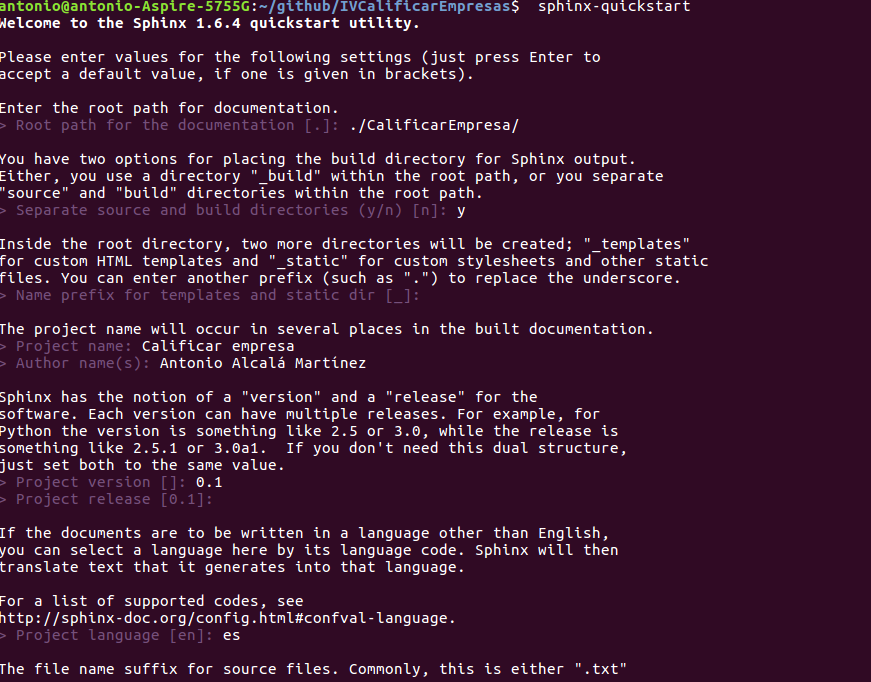 antonio@antonio-Aspire-5755G:~/github/IVCalificarEmpresas$  sphinx-quickstart
Welcome to the Sphinx 1.6.4 quickstart utility.

Please enter values for the following settings (just press Enter to
accept a default value, if one is given in brackets).

Enter the root path for documentation.
> Root path for the documentation [.]: ./CalificarEmpresa/

You have two options for placing the build directory for Sphinx output.
Either, you use a directory "_build" within the root path, or you separate
"source" and "build" directories within the root path.
> Separate source and build directories (y/n) [n]: y

Inside the root directory, two more directories will be created; "_templates"
for custom HTML templates and "_static" for custom stylesheets and other static
files. You can enter another prefix (such as ".") to replace the underscore.
> Name prefix for templates and static dir [_]:

The project name will occur in several places in the built documentation.
> Project name: Calificar empresa
> Author name(s): Antonio Alcalá Martínez

Sphinx has the notion of a "version" and a "release" for the
software. Each version can have multiple releases. For example, for
Python the version is something like 2.5 or 3.0, while the release is
something like 2.5.1 or 3.0a1.  If you don't need this dual structure,
just set both to the same value.
> Project version []: 0.1
> Project release [0.1]:

If the documents are to be written in a language other than English,
you can select a language here by its language code. Sphinx will then
translate text that it generates into that language.

For a list of supported codes, see
http://sphinx-doc.org/config.html#confval-language.
> Project language [en]: es

The file name suffix for source files. Commonly, this is either ".txt"